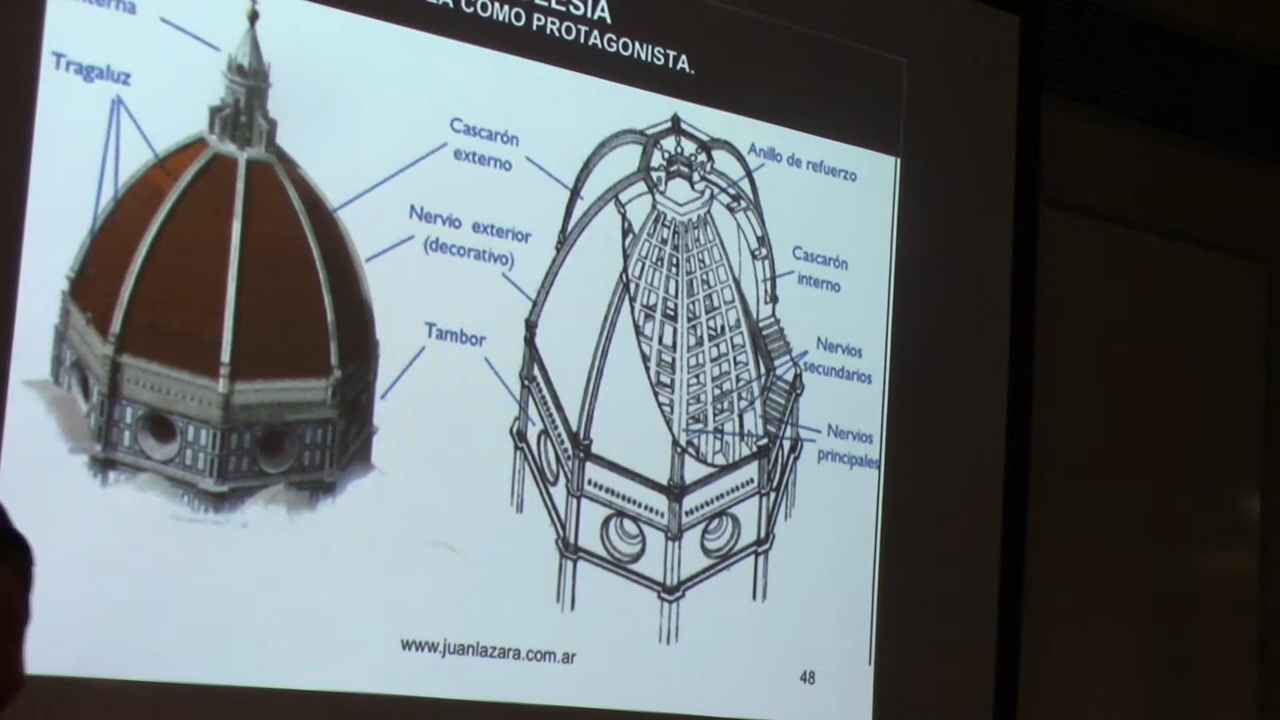 COMO PROTAGONISTA.
Tragaluz
Cascarón
externo
Nervio exterior
(decorativo)
Tambor
Anillo de refuerzo
Cascarón
interno
Nervios
secundarios
Nervios
principales
www.juanlazara.com.ar
48